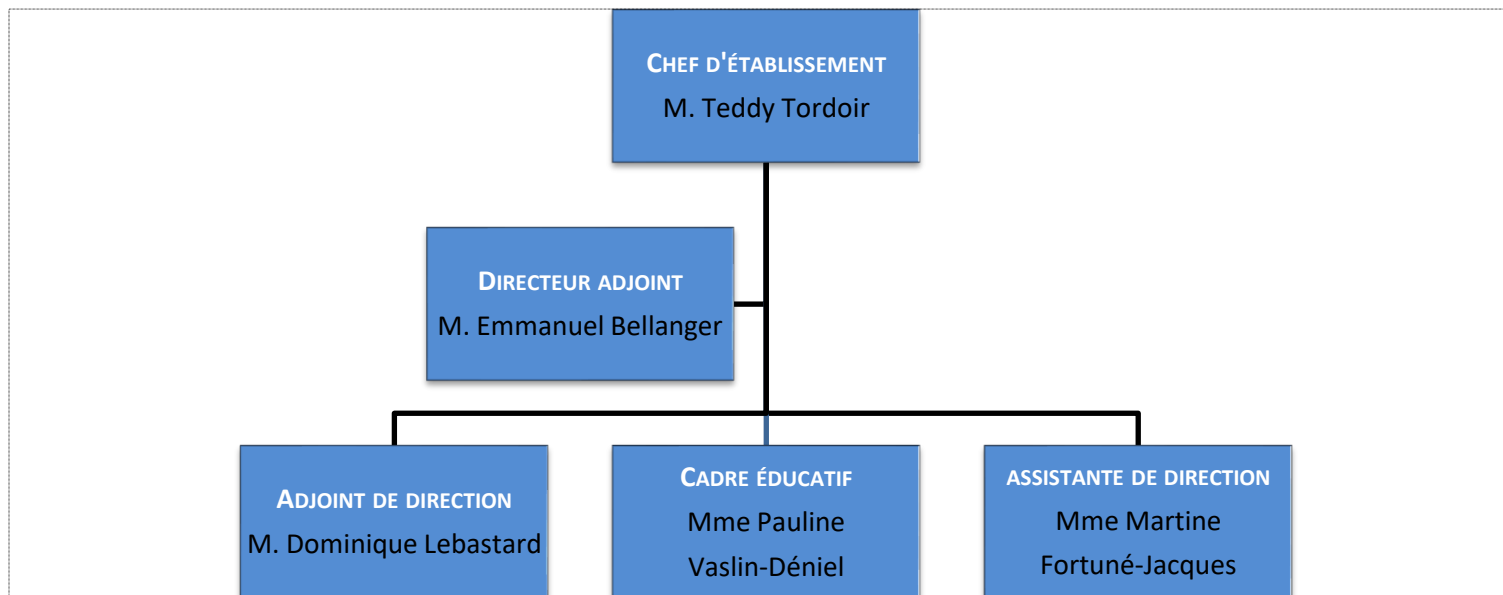 CHEF D'ÉTABLISSEMENT
M. Teddy Tordoir
DIRECTEUR ADJOINT
M. Emmanuel Bellanger
ADJOINT DE DIRECTION
M. Dominique Lebastard
CADRE ÉDUCATIF
Mme Pauline
Vaslin-Déniel
ASSISTANTE DE DIRECTION
Mme Martine
Fortuné-Jacques